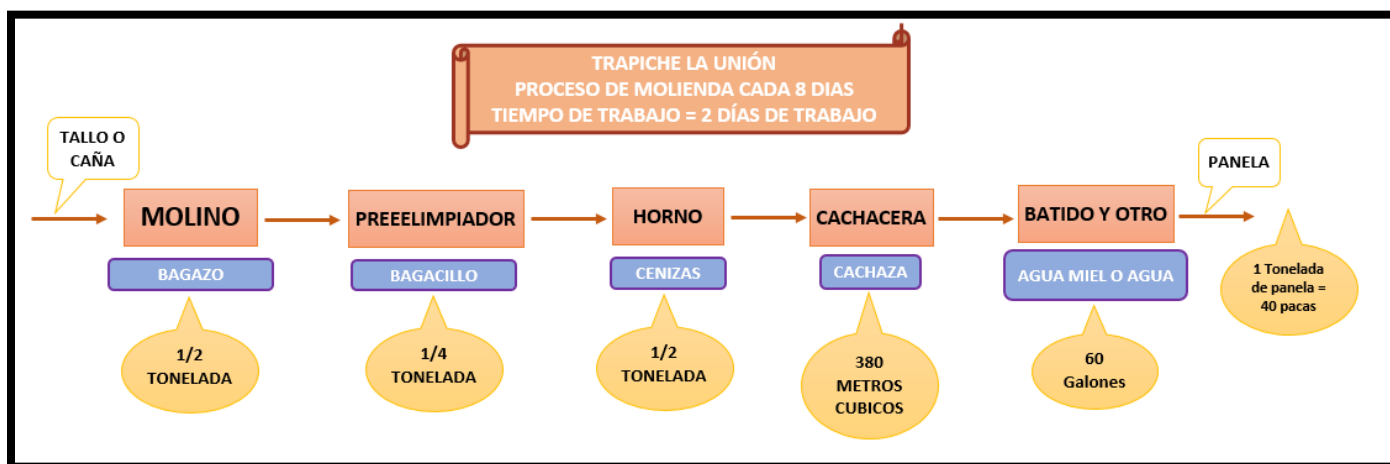 TRAPICHE LA UNIÓN
PROCESO DE MOLIENDA CADA 8 DIAS
TIEMPO DE TRABAJO = 2 DÍAS DE TRABAJO
TALLO O
CAÑA
MOLINO
BAGAZO
1/2
TONELADA
PREEELIMPIADOR
BAGACILLO
1/4
TONELADA
HORNO
CENIZAS
1/2
TONELADA
CACHACERA
CACHAZA
380
METROS
CUBICOS
BATIDO Y OTRO
AGUA MIEL O AGUA
60
Galones
PANELA
1 Tonelada
de panela =
40 pacas